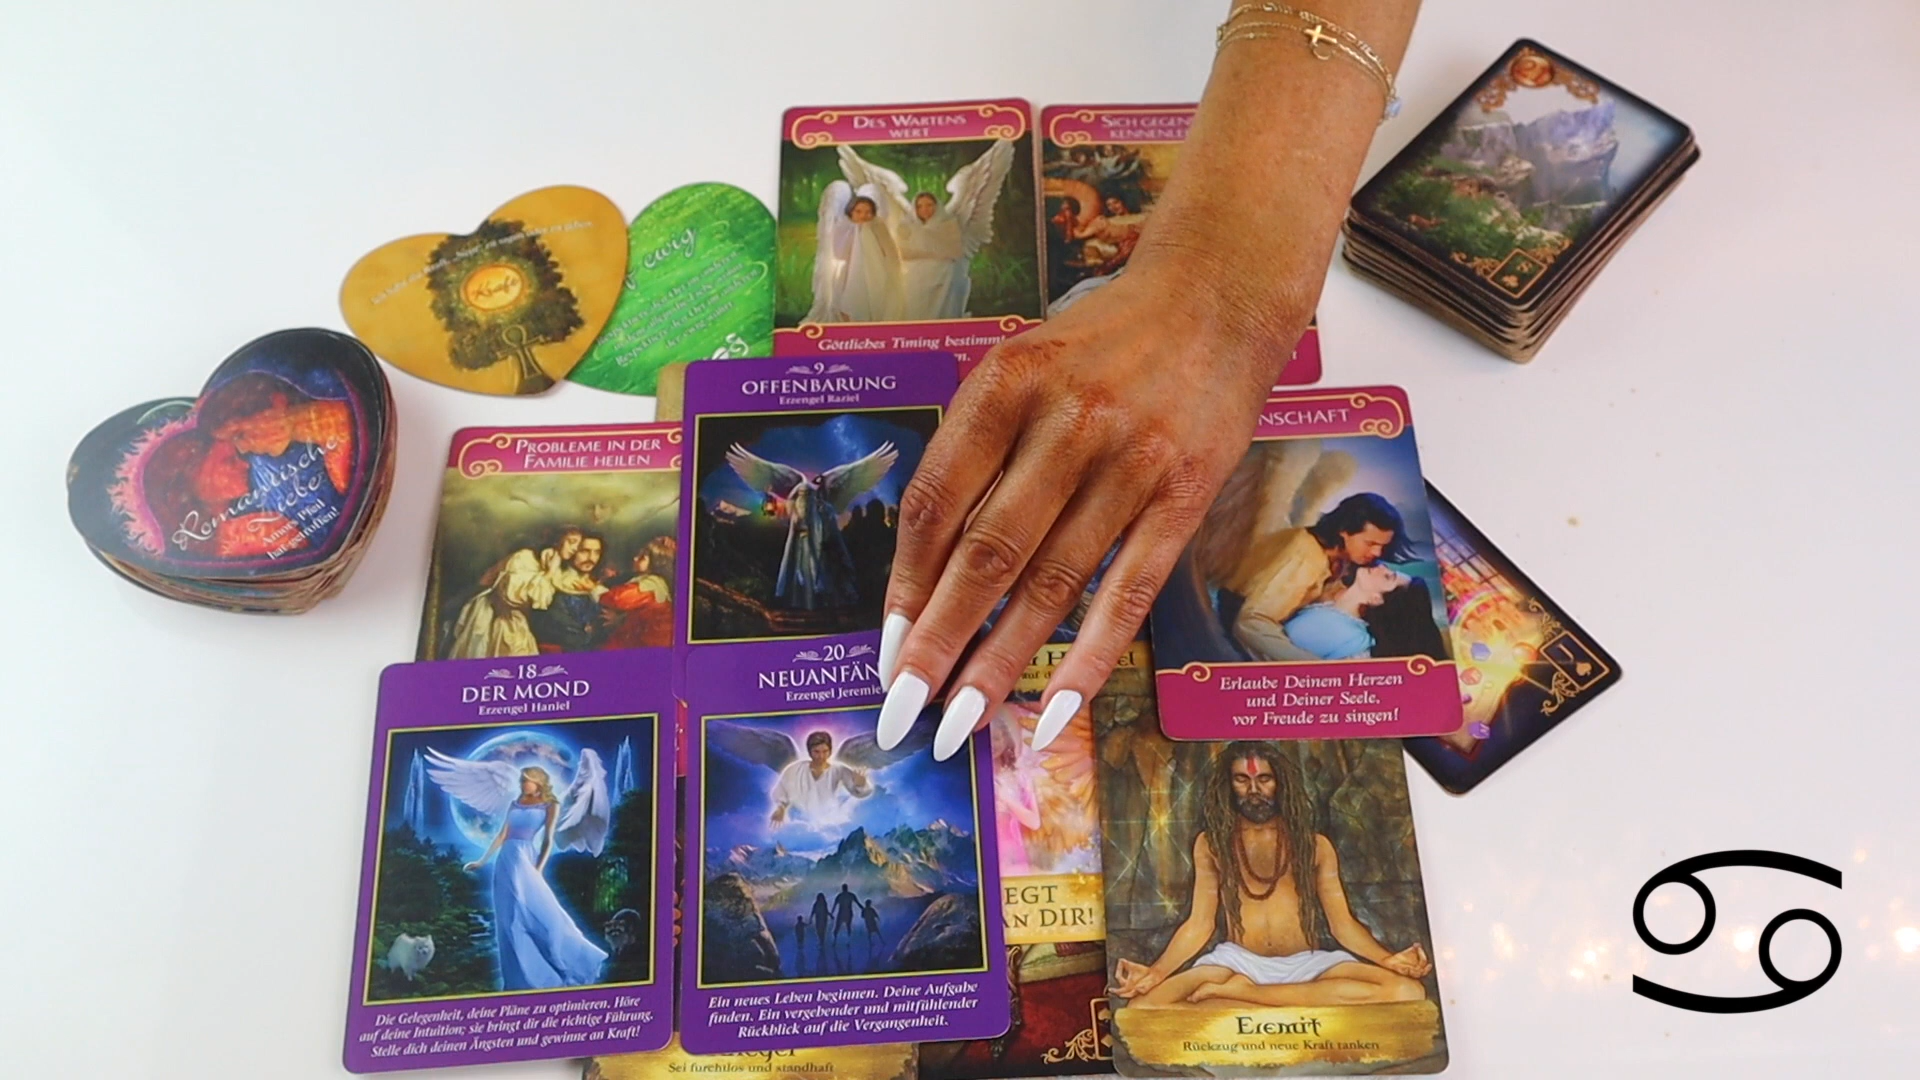 21
DES WARTENS
WERT
SICH GEGEN
Göttliches Timing bestimm
Kraft
ewig
Romantische
Liebe
Amors Pfeil
hat getroffen!
9
OFFENBARUNG
Erzengel Raziel
PROBLEME IN DER
FAMILIE HEILEN
NSCHAFT
Erlaube Deinem Herzen
und Deiner Seele,
vor Freude zu singen!
J
18
DER MOND
Erzengel Haniel
Die Gelegenheit, deine Pläne zu optimieren. Höre
auf deine Intuition; sie bringt dir die richtige Führung.
Stelle dich deinen Ängsten und gewinne an Kraft!
20
NEUANFÄN
Erzengel Jeremie
Ein neues Leben beginnen. Deine Aufgabe
finden. Ein vergebender und mitfühlender
Rückblick auf die Vergangenheit.
EGT
AN DIR!
Eremit
Rückzug und neue Kraft tanken
Sei furchtlos und standhaft